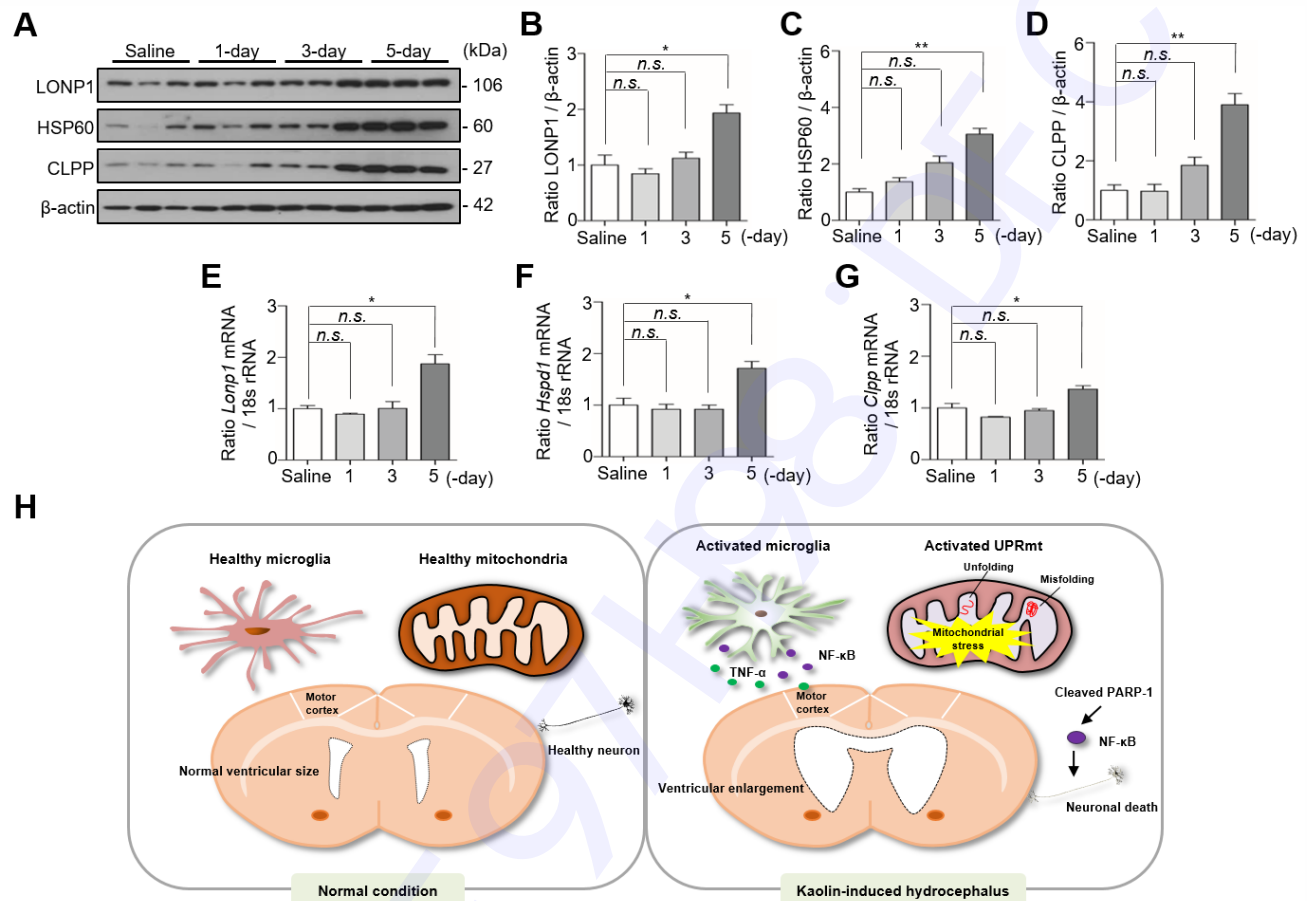 A
Saline 1-day 3-day 5-day (kDa)
LONP1 - 106
HSP60 - 60
CLPP - 27
β-actin - 42
B
Ratio LONP1 / β-actin
3
2
1
0
*
n.s.
n.s.
Saline 1 3 5 (-day)
C
Ratio HSP60 / β-actin
6
4
2
0
**
n.s.
n.s.
Saline 1 3 5 (-day)
D
Ratio CLPP / β-actin
6
4
2
0
**
n.s.
n.s.
Saline 1 3 5 (-day)
E
Ratio Lonp1 mRNA
/ 18s rRNA
3
2
1
0
*
n.s.
n.s.
Saline 1 3 5 (-day)
F
Ratio Hspd1 mRNA
/ 18s rRNA
3
2
1
0
*
n.s.
n.s.
Saline 1 3 5 (-day)
G
Ratio Clpp mRNA
/ 18s rRNA
3
2
1
0
*
n.s.
n.s.
Saline 1 3 5 (-day)
H
Healthy microglia
Healthy mitochondria
Motor
cortex
Healthy neuron
Normal ventricular size
Normal condition
Activated microglia
Activated UPRmt
Unfolding
Misfolding
Mitochondrial
stress
NF-κB
TNF-α
Motor
cortex
Cleaved PARP-1
NF-κB
Ventricular enlargement
Neuronal death
Kaolin-induced hydrocephalus